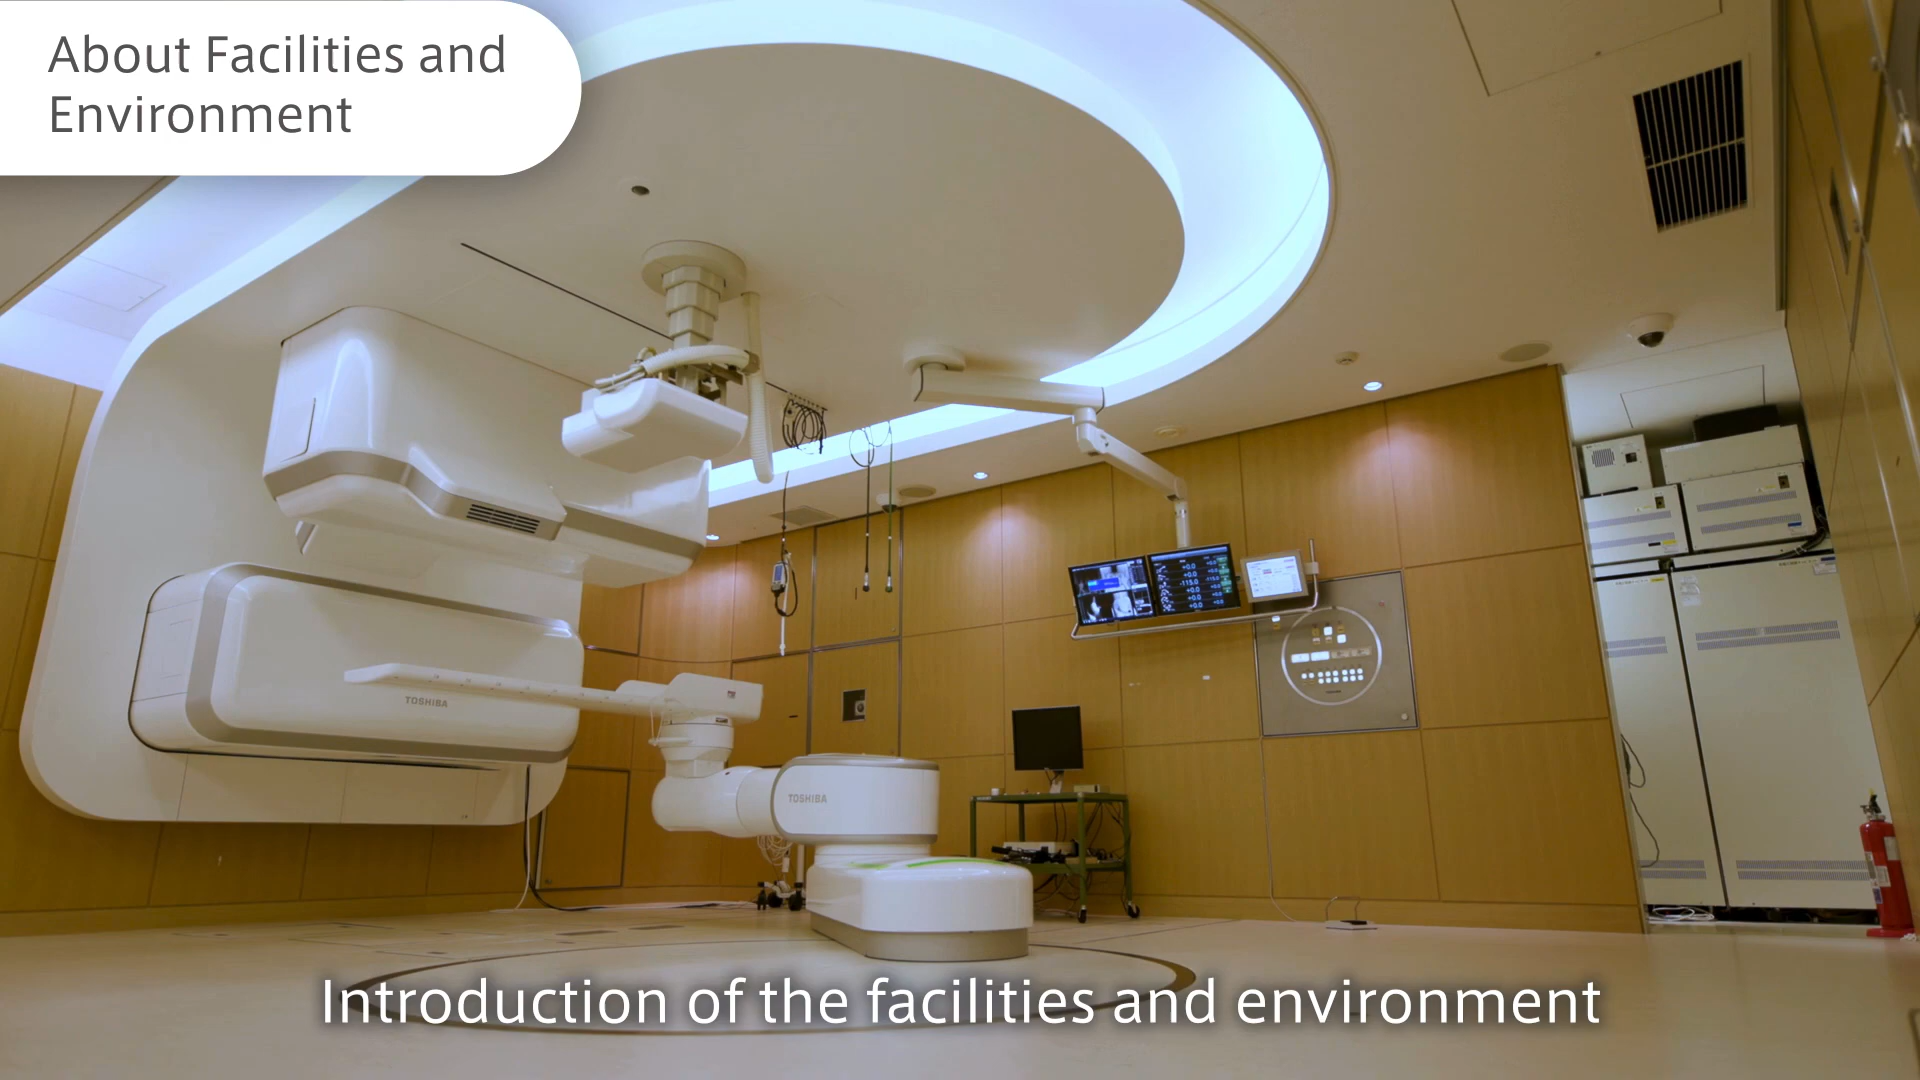 About Facilities and
Environment
TOSHIBA
TOSHIBA
Introduction of the facilities and environment